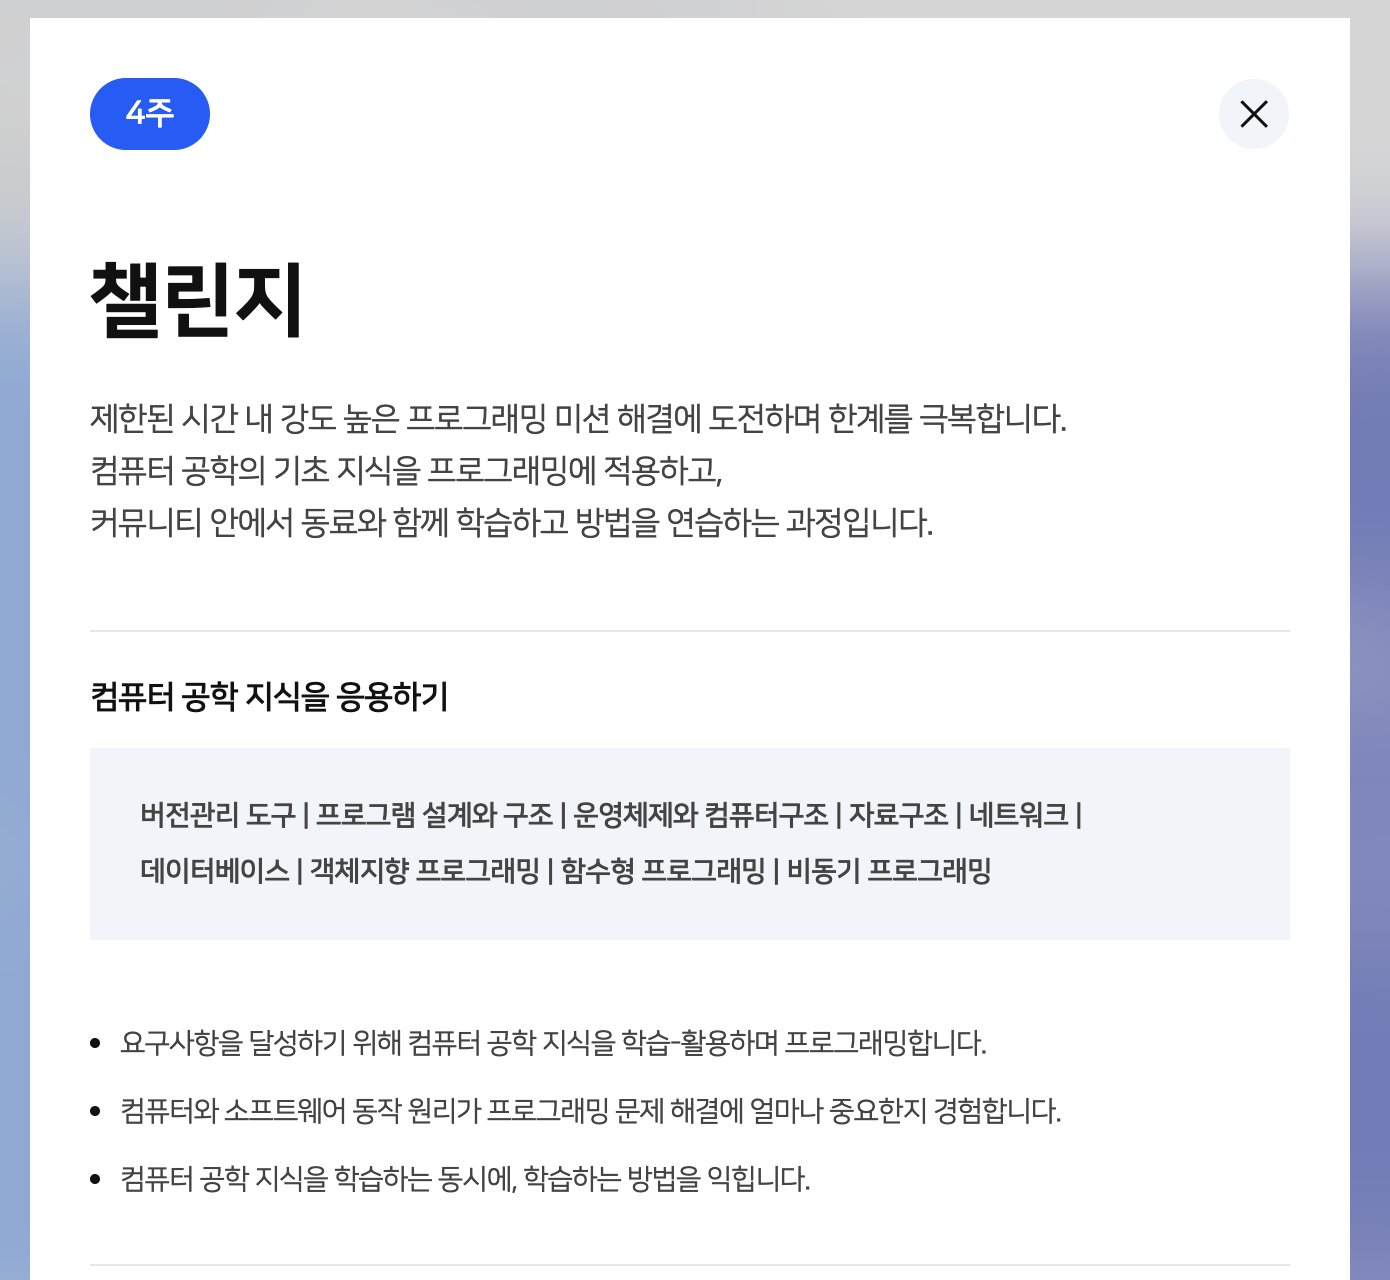 4주
챌린지
제한된 시간 내 강도 높은 프로그래밍 미션 해결에 도전하며 한계를 극복합니다.
컴퓨터 공학의 기초 지식을 프로그래밍에 적용하고,
커뮤니티 안에서 동료와 함께 학습하고 방법을 연습하는 과정입니다.
컴퓨터 공학 지식을 응용하기
버전관리 도구 | 프로그램 설계와 구조 | 운영체제와 컴퓨터구조 | 자료구조 | 네트워크 |
데이터베이스 | 객체지향 프로그래밍 | 함수형 프로그래밍 | 비동기 프로그래밍
• 요구사항을 달성하기 위해 컴퓨터 공학 지식을 학습-활용하며 프로그래밍합니다.
• 컴퓨터와 소프트웨어 동작 원리가 프로그래밍 문제 해결에 얼마나 중요한지 경험합니다.
• 컴퓨터 공학 지식을 학습하는 동시에, 학습하는 방법을 익힙니다.